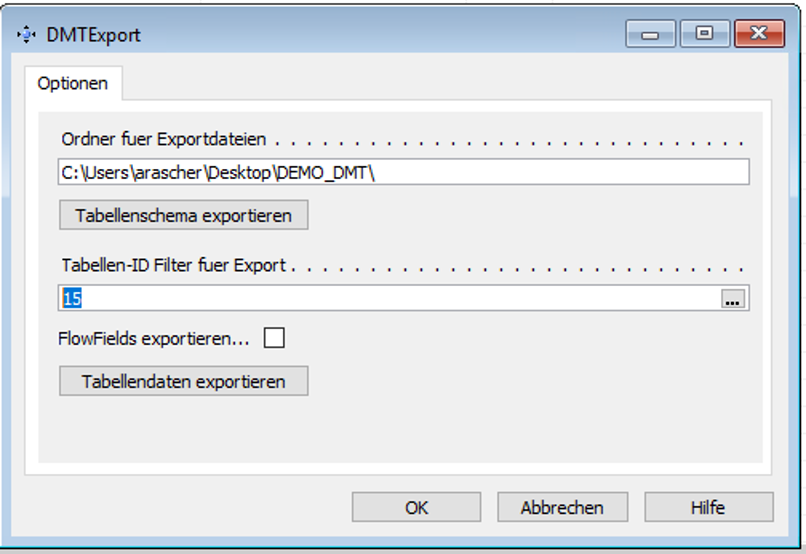 DMTExport
Optionen
Ordner fuer Exportdateien . . . . . . . . . . . . . . . . . . . . . . . . . . . . . . .
C:\Users\arascher\Desktop\DEMO_DMT\
Tabellenschema exportieren
Tabellen-ID Filter fuer Export . . . . . . . . . . . . . . . . . . . . . . . . . . . . .
15 ...
FlowFields exportieren...
Tabellendaten exportieren
OK Abbrechen Hilfe